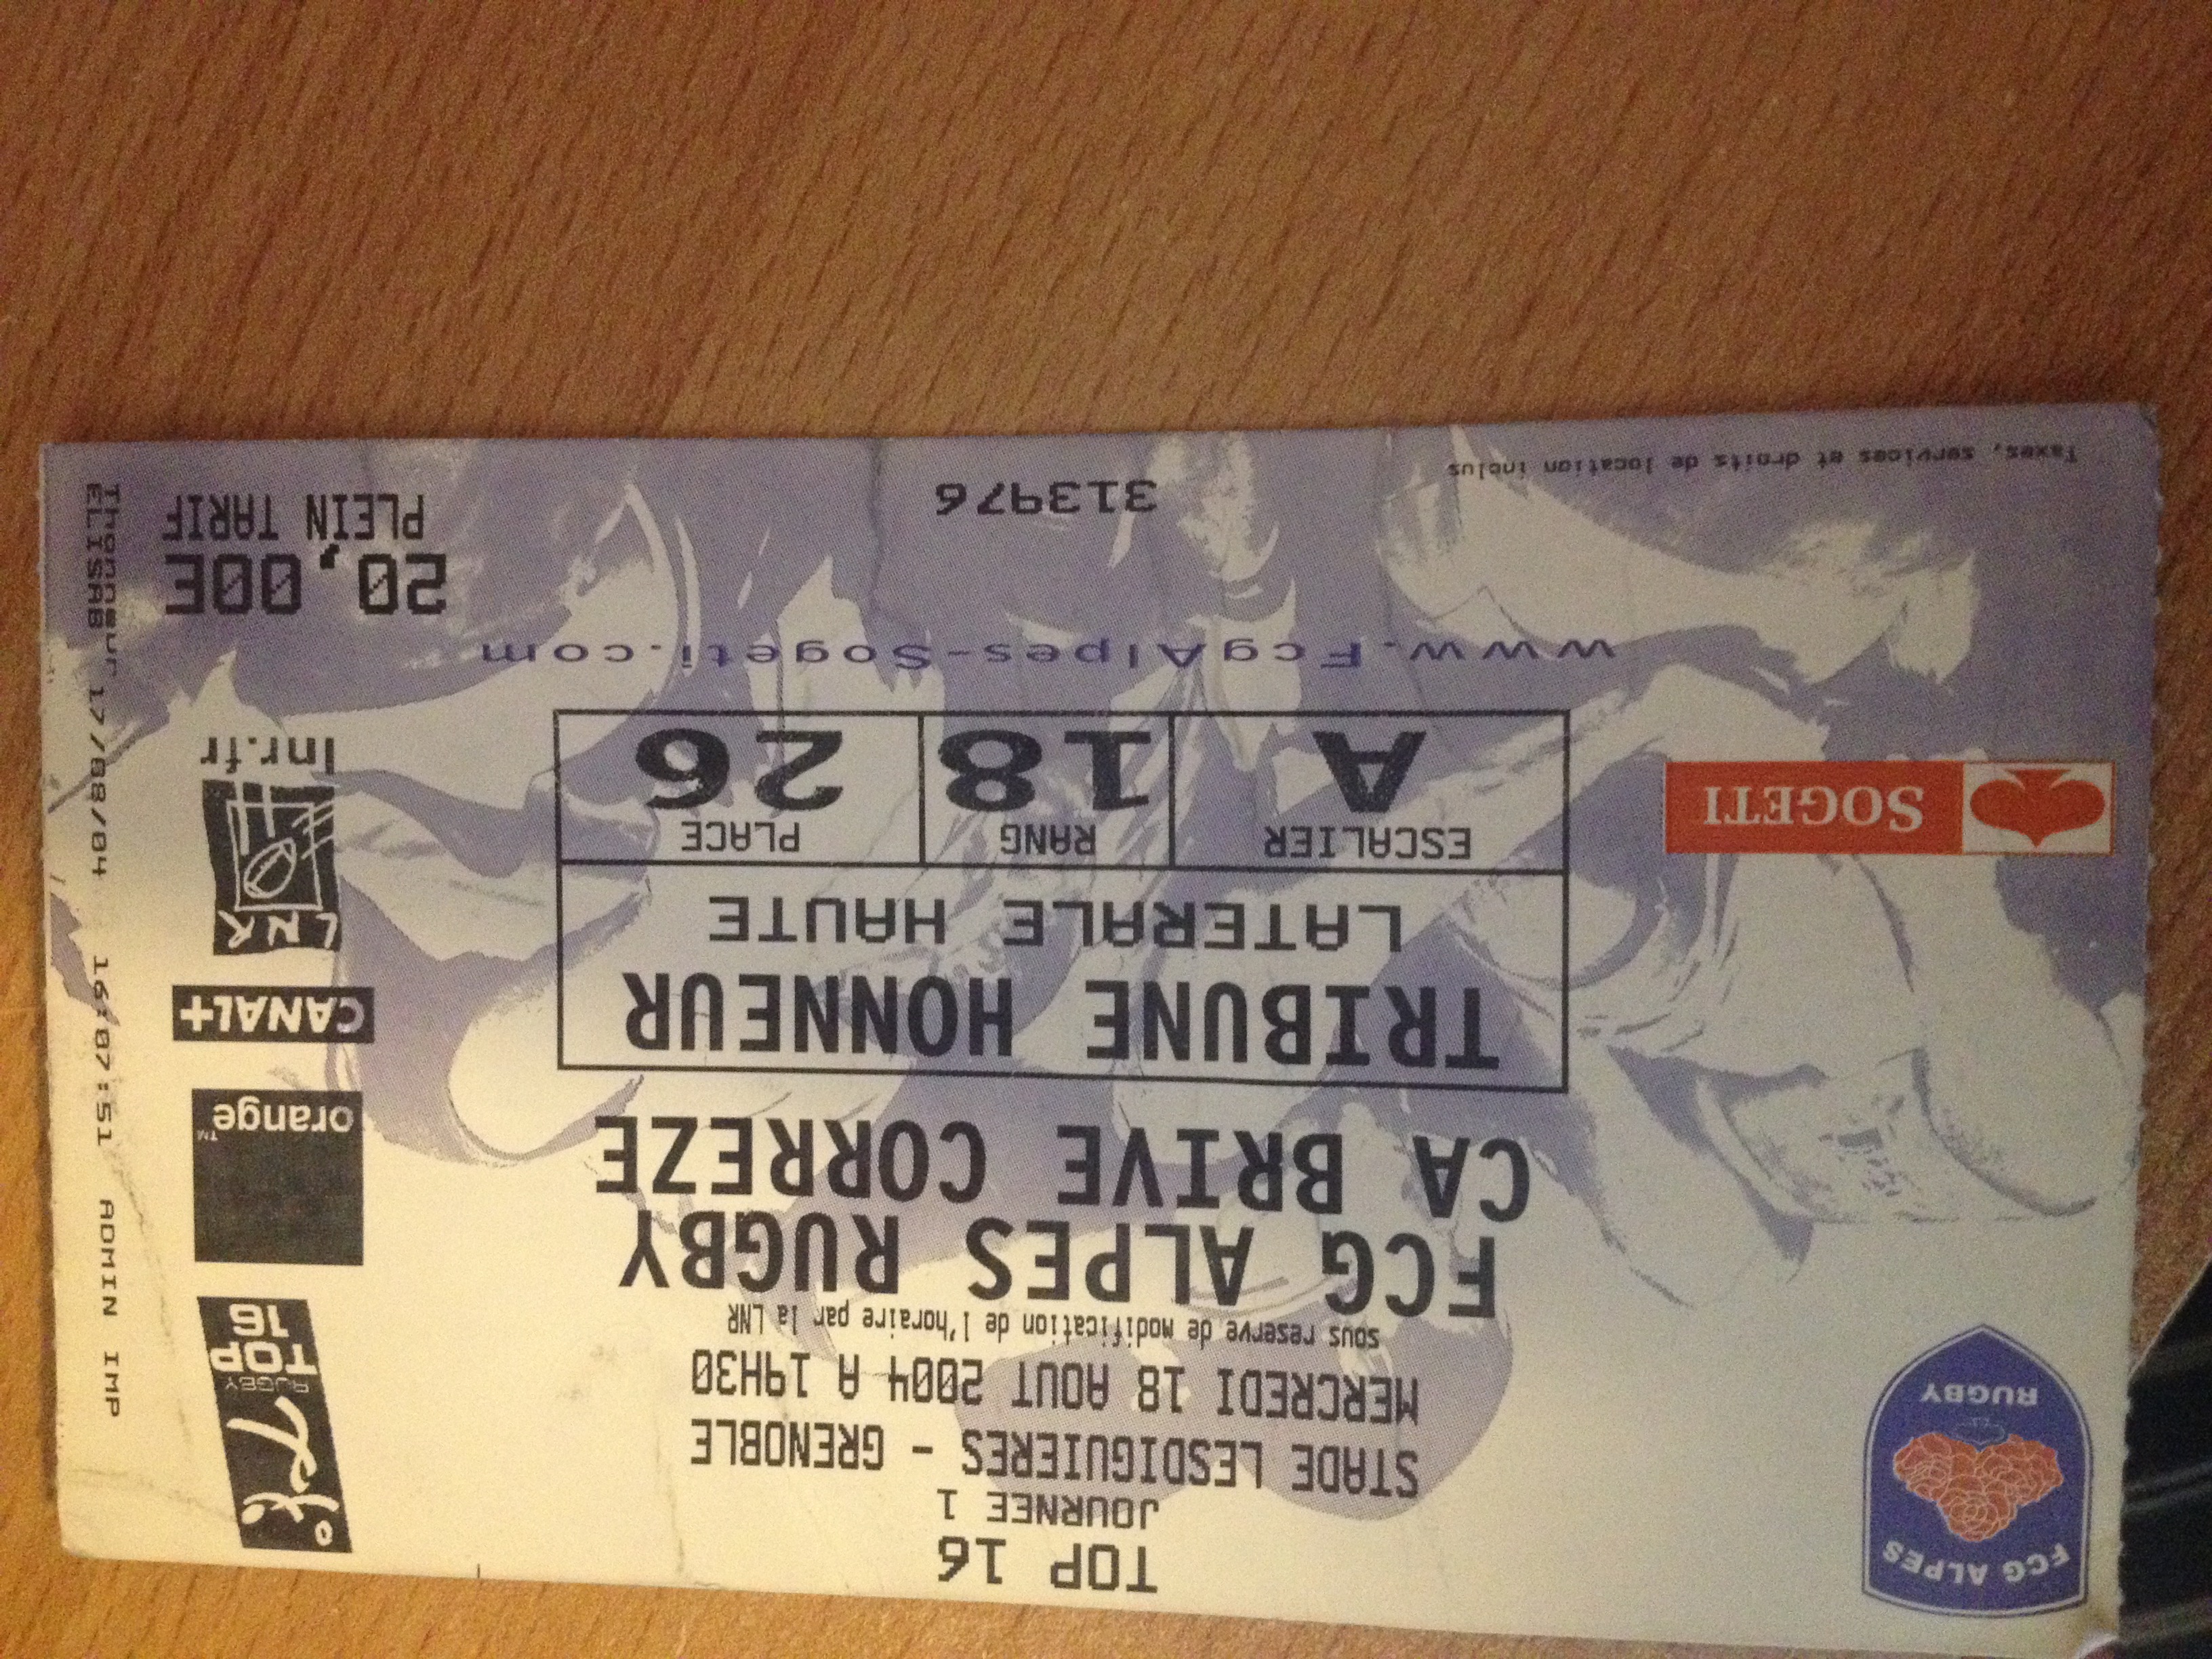 TOP 16
JOURNEE 1
STADE LESDIGUIERES - GRENOBLE
MERCREDI 18 AOUT 2004 A 19H30
sous reserve de modification de l'horaire par la LNR
FCG ALPES RUGBY
CA BRIVE CORREZE
TRIBUNE HONNEUR
LATERALE HAUTE
ESCALIER RANG PLACE
A 18 26
www.FcgAlpes-Sogeti.com
313976
Taxes, services et droits de location inclus
FCG ALPES
RUGBY
SOGETI
RUGBY
TOP
16
orange™
CANAL+
LNR
lnr.fr
20,00E
PLEIN TARIF
Thonneur 17/08/04 16:07:51 ADMIN IMP
ELISAB